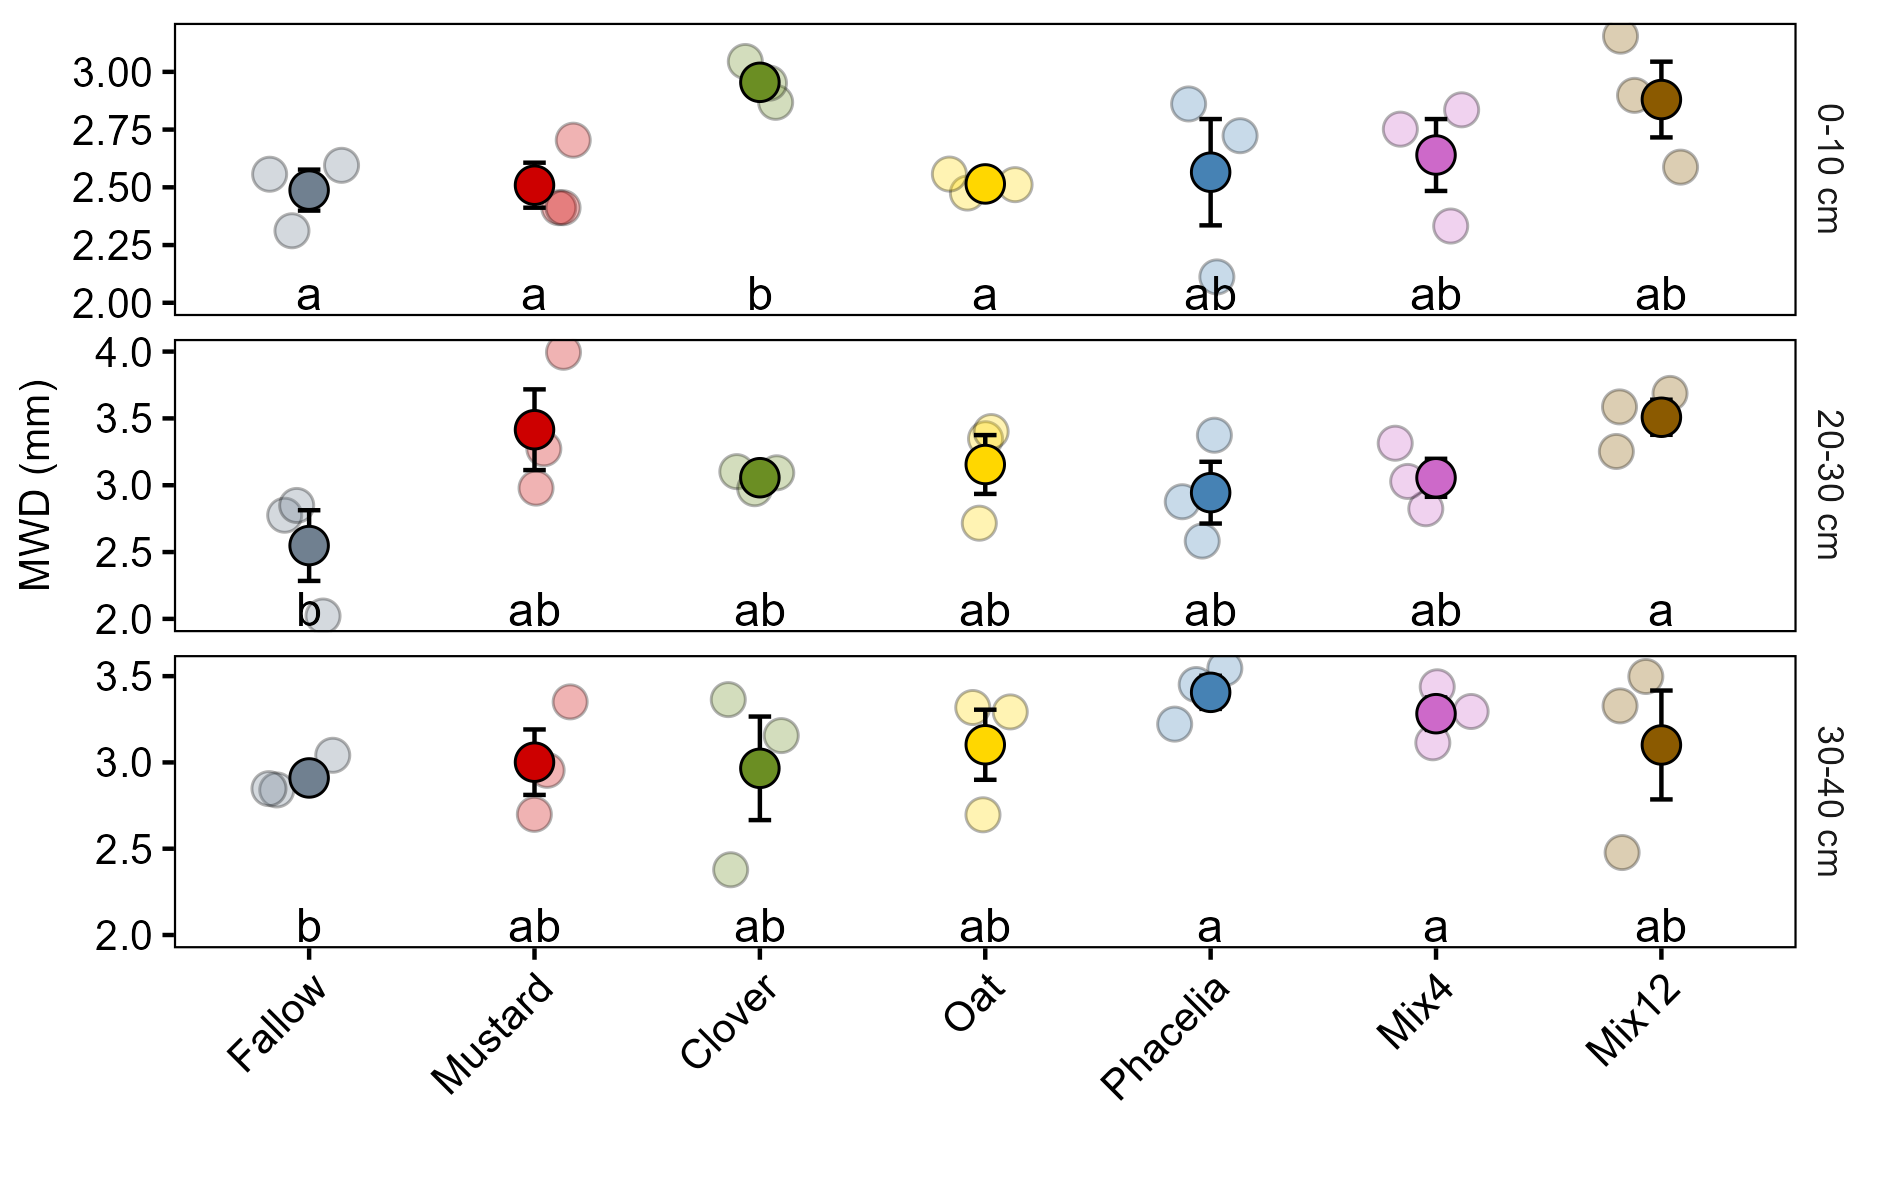 3.00
2.75
2.50
2.25
2.00
a a b a ab ab ab
0-10 cm
4.0
3.5
3.0
2.5
2.0
b ab ab ab ab ab a
20-30 cm
MWD (mm)
3.5
3.0
2.5
2.0
b ab ab ab a a ab
30-40 cm
Fallow Mustard Clover Oat Phacelia Mix4 Mix12